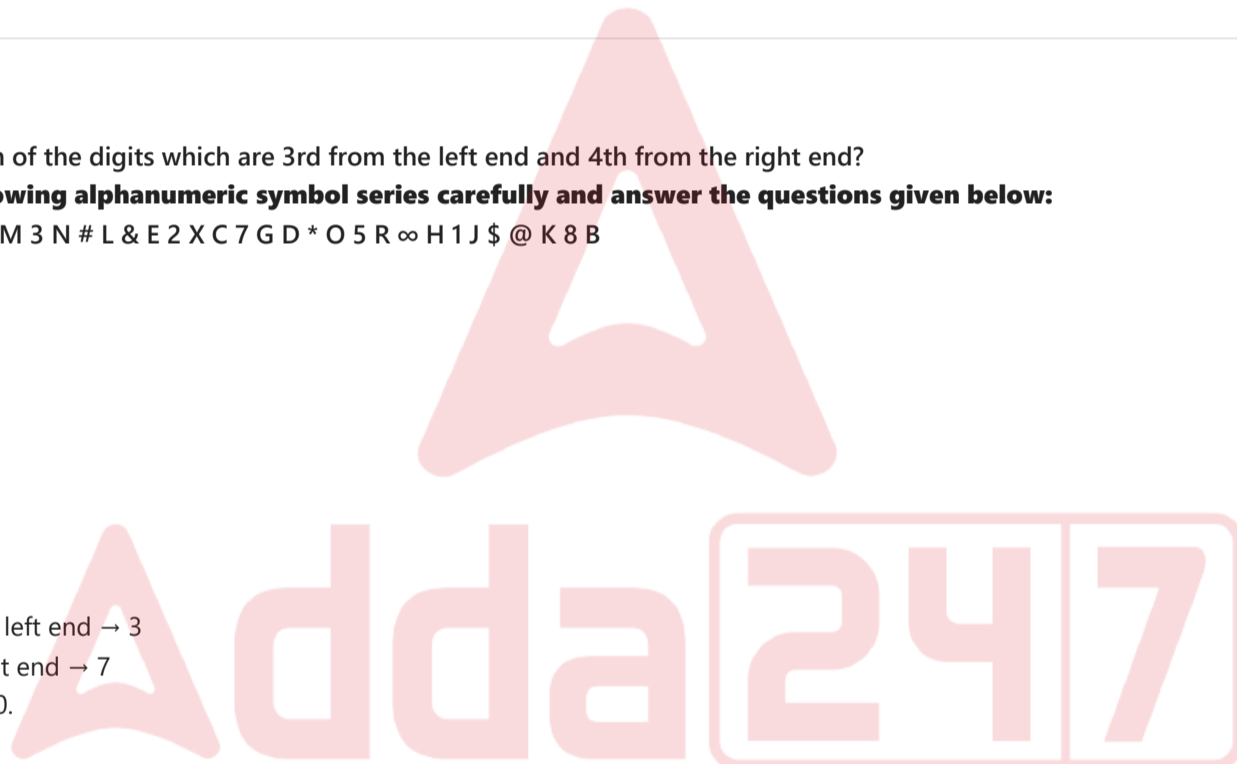 of the digits which are 3rd from the left end and 4th from the right end?
wing alphanumeric symbol series carefully and answer the questions given below:
M 3 N # L & E 2 X C 7 G D * O 5 R ∞ H 1 J $ @ K 8 B
left end → 3
t end → 7
Adda247